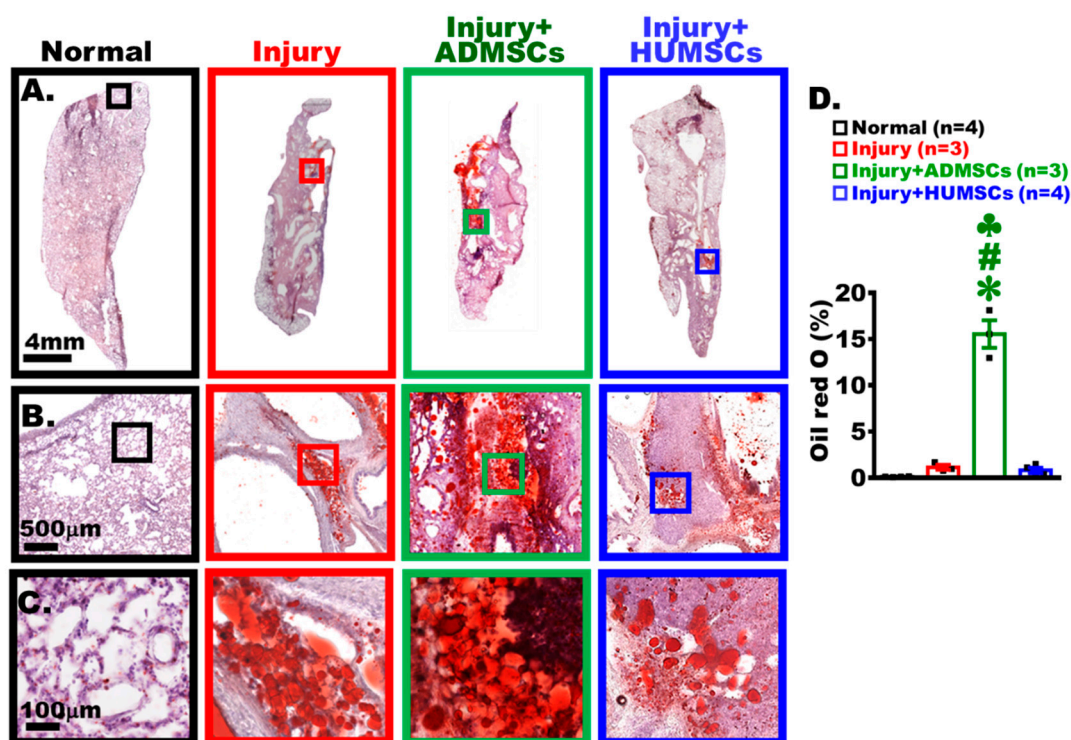 Normal
Injury
Injury+
ADMSCs
Injury+
HUMSCs
A.
4mm
B.
500μm
C.
100μm
D.
Normal (n=4)
Injury (n=3)
Injury+ADMSCs (n=3)
Injury+HUMSCs (n=4)
♣
#
*
Oil red O (%)
20
15
10
5
0